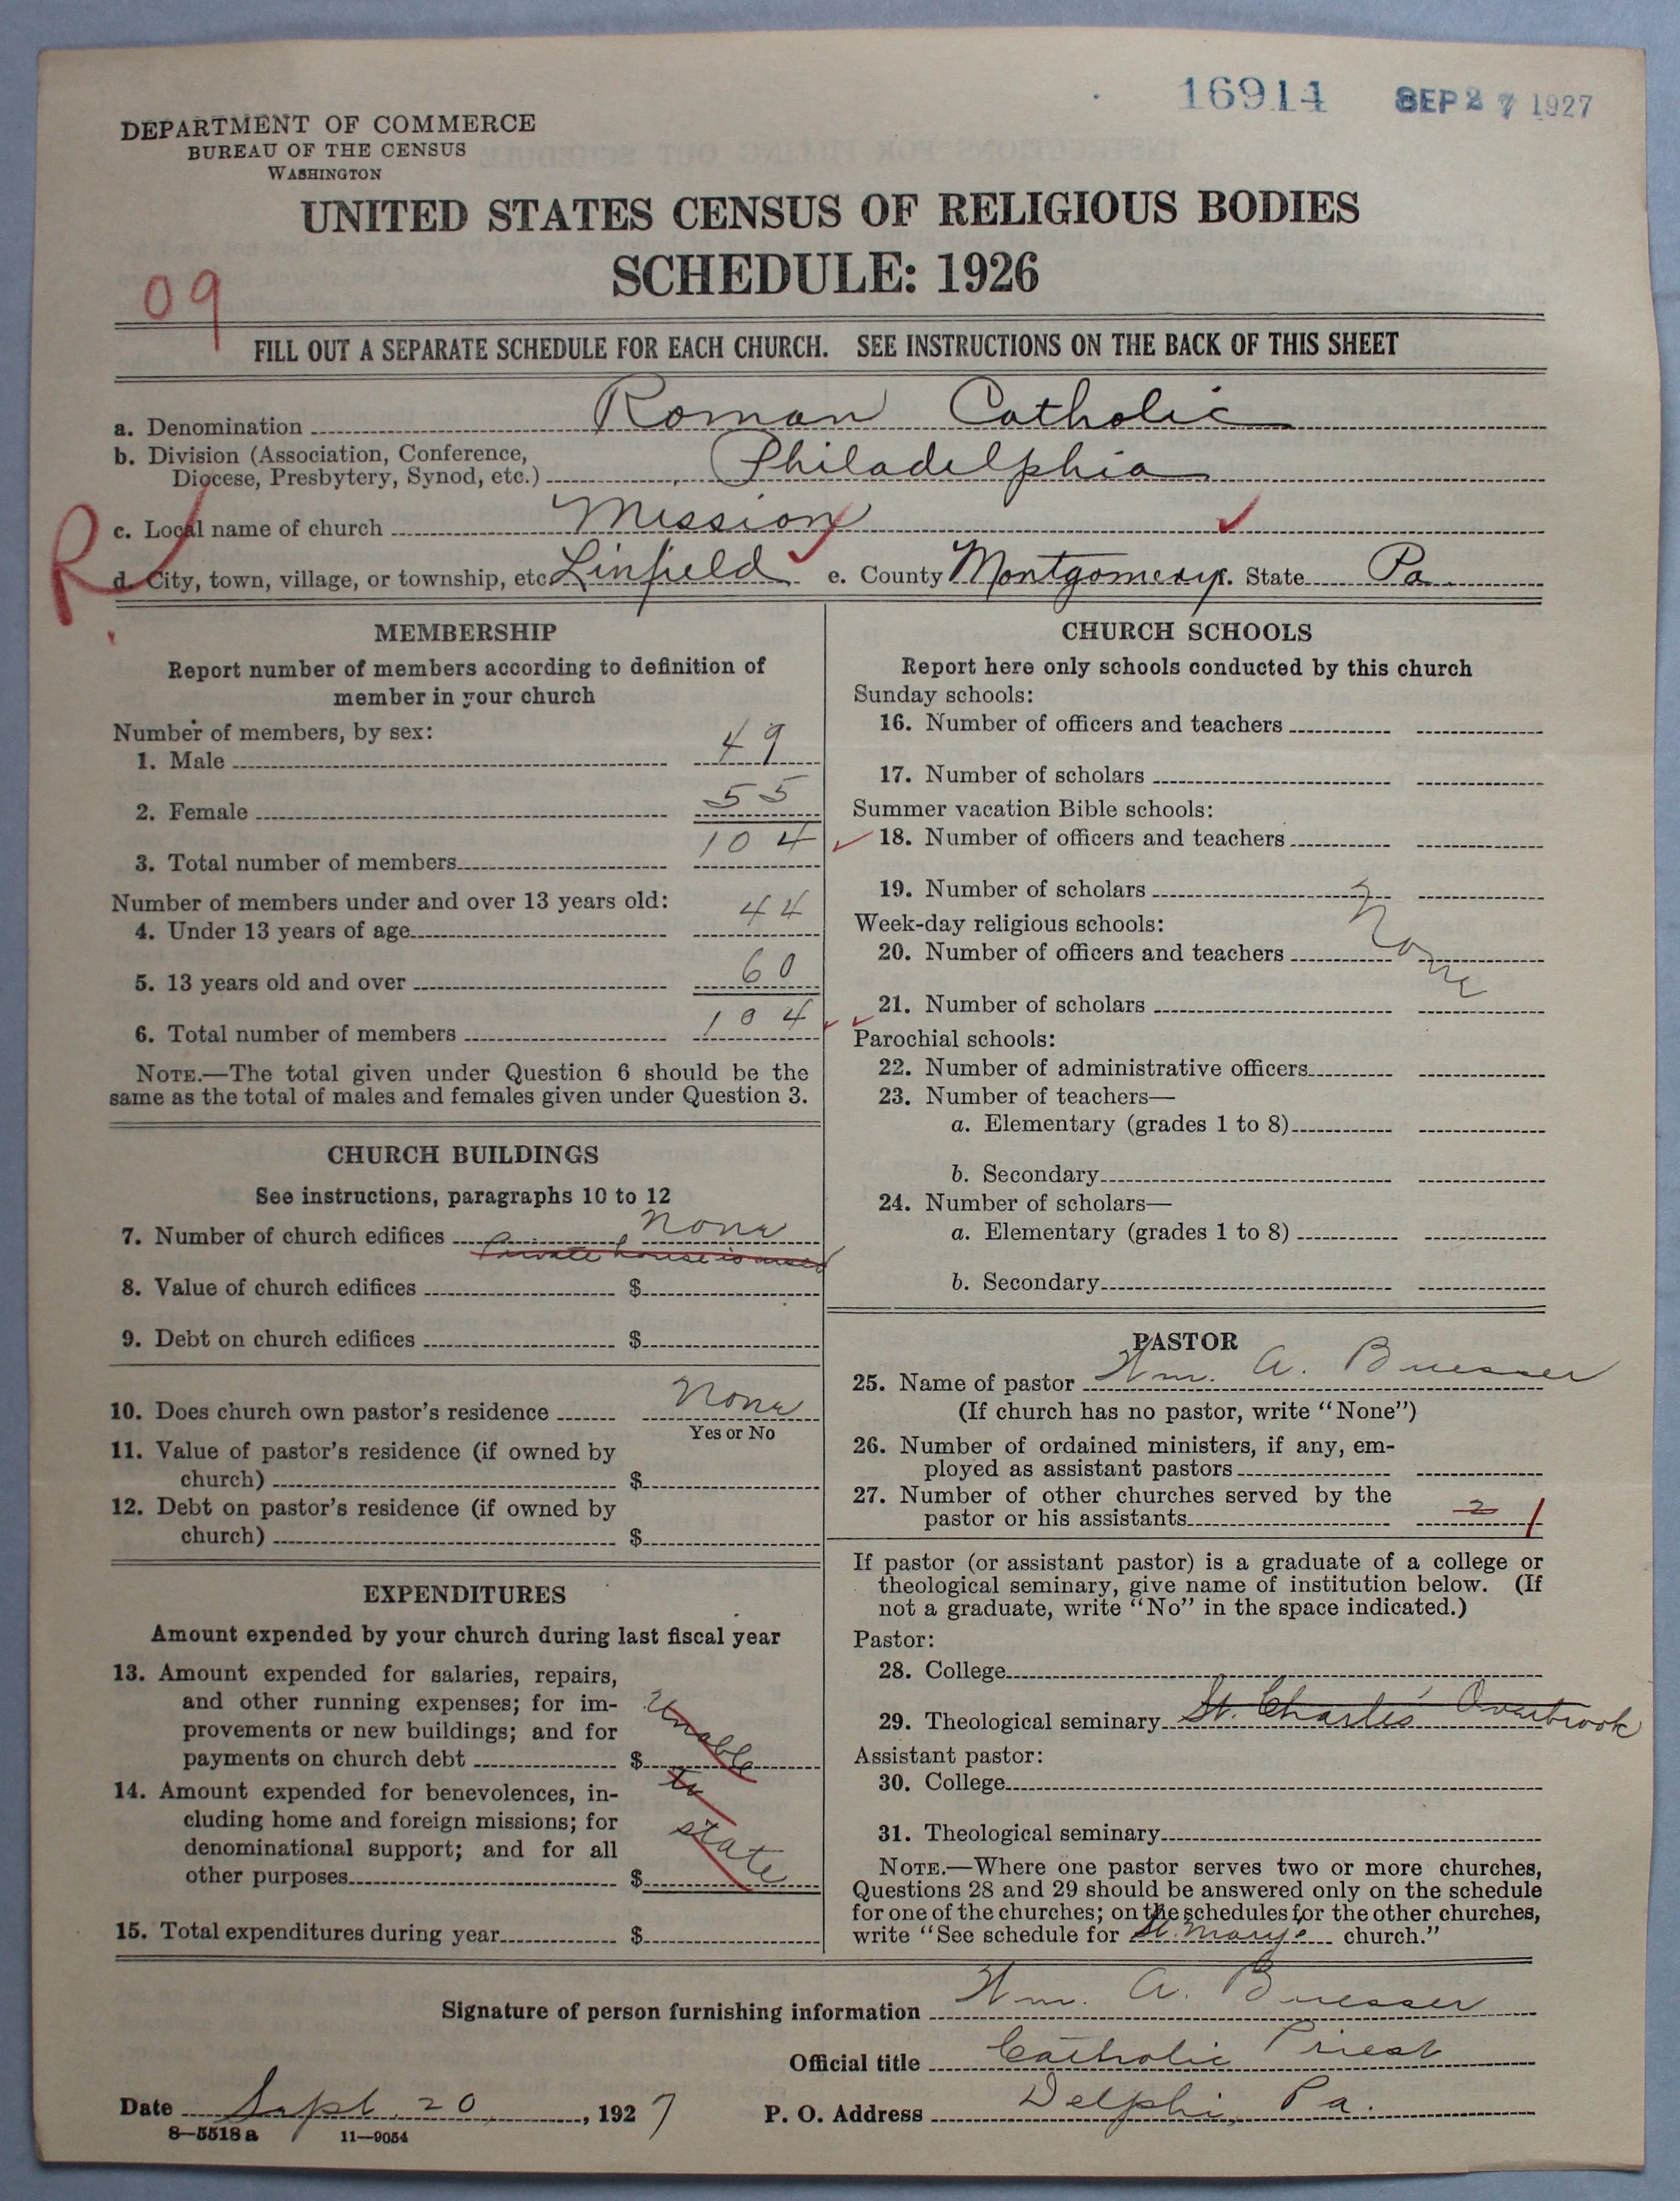 16914 SEP 27 1927
DEPARTMENT OF COMMERCE
BUREAU OF THE CENSUS
WASHINGTON
UNITED STATES CENSUS OF RELIGIOUS BODIES
SCHEDULE: 1926
09
FILL OUT A SEPARATE SCHEDULE FOR EACH CHURCH. SEE INSTRUCTIONS ON THE BACK OF THIS SHEET
a. Denomination Roman Catholic
b. Division (Association, Conference,
Diocese, Presbytery, Synod, etc.) Philadelphia
c. Local name of church Mission
R
d. City, town, village, or township, etc. Linfield e. County Montgomery f. State Pa.
MEMBERSHIP
Report number of members according to definition of
member in your church
Number of members, by sex:
1. Male 49
2. Female 55
3. Total number of members 104
Number of members under and over 13 years old:
4. Under 13 years of age 44
5. 13 years old and over 60
6. Total number of members 104
NOTE.—The total given under Question 6 should be the
same as the total of males and females given under Question 3.
CHURCH BUILDINGS
See instructions, paragraphs 10 to 12
7. Number of church edifices None
Private house is used
8. Value of church edifices $
9. Debt on church edifices $
10. Does church own pastor's residence None
Yes or No
11. Value of pastor's residence (if owned by
church) $
12. Debt on pastor's residence (if owned by
church) $
EXPENDITURES
Amount expended by your church during last fiscal year
13. Amount expended for salaries, repairs,
and other running expenses; for im-
provements or new buildings; and for
payments on church debt $ Unable
14. Amount expended for benevolences, in- to
cluding home and foreign missions; for
denominational support; and for all state
other purposes $
15. Total expenditures during year $
CHURCH SCHOOLS
Report here only schools conducted by this church
Sunday schools:
16. Number of officers and teachers
17. Number of scholars
Summer vacation Bible schools:
18. Number of officers and teachers
19. Number of scholars
Week-day religious schools:
20. Number of officers and teachers None
21. Number of scholars
Parochial schools:
22. Number of administrative officers
23. Number of teachers—
a. Elementary (grades 1 to 8)
b. Secondary
24. Number of scholars—
a. Elementary (grades 1 to 8)
b. Secondary
PASTOR
25. Name of pastor Wm. A. Buesser
(If church has no pastor, write "None")
26. Number of ordained ministers, if any, em-
ployed as assistant pastors
27. Number of other churches served by the
pastor or his assistants 2 1
If pastor (or assistant pastor) is a graduate of a college or
theological seminary, give name of institution below. (If
not a graduate, write "No" in the space indicated.)
Pastor:
28. College
29. Theological seminary St. Charles' Overbrook
Assistant pastor:
30. College
31. Theological seminary
NOTE.—Where one pastor serves two or more churches,
Questions 28 and 29 should be answered only on the schedule
for one of the churches; on the schedules for the other churches,
write "See schedule for St. Mary's church."
Signature of person furnishing information Wm. A. Buesser
Official title Catholic Priest
Date Sept. 20, 1927 P. O. Address Delphi, Pa.
8—5518a 11—9054